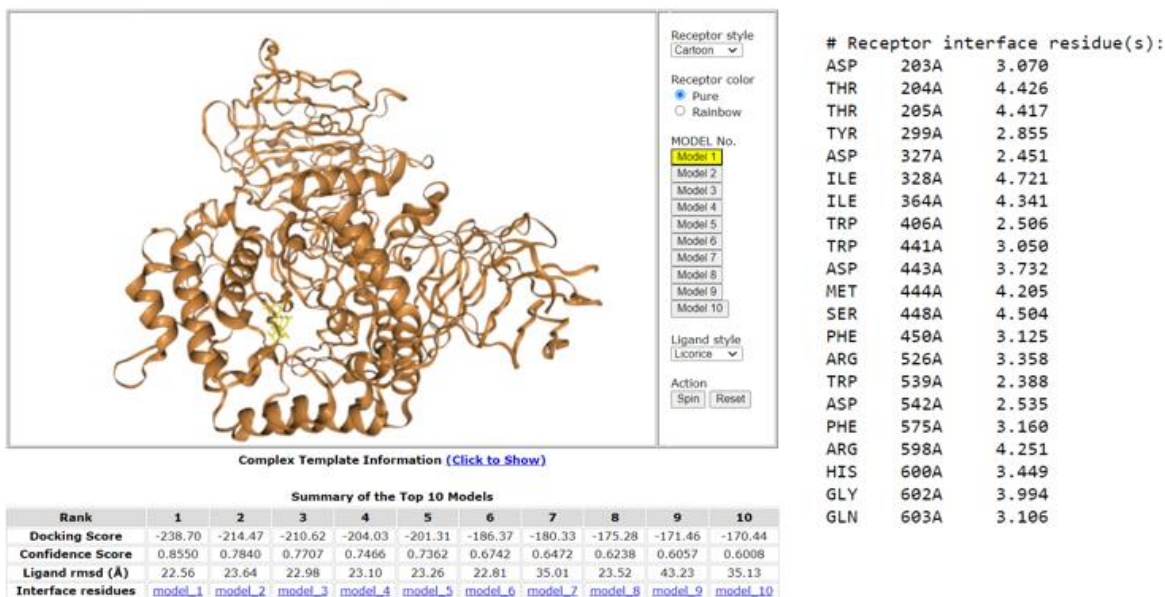 Receptor style
Cartoon
Receptor color
Pure
Rainbow
MODEL No.
Model 1
Model 2
Model 3
Model 4
Model 5
Model 6
Model 7
Model 8
Model 9
Model 10
Ligand style
Licorice
Action
Spin Reset
Complex Template Information (Click to Show)
Summary of the Top 10 Models
Rank 1 2 3 4 5 6 7 8 9 10
Docking Score -238.70 -214.47 -210.62 -204.03 -201.31 -186.37 -180.33 -175.28 -171.46 -170.44
Confidence Score 0.8550 0.7840 0.7707 0.7466 0.7362 0.6742 0.6472 0.6238 0.6057 0.6008
Ligand rmsd (Å) 22.56 23.64 22.98 23.10 23.26 22.81 35.01 23.52 43.23 35.13
Interface residues model_1 model_2 model_3 model_4 model_5 model_6 model_7 model_8 model_9 model_10
# Receptor interface residue(s):
ASP 203A 3.070
THR 204A 4.426
THR 205A 4.417
TYR 299A 2.855
ASP 327A 2.451
ILE 328A 4.721
ILE 364A 4.341
TRP 406A 2.506
TRP 441A 3.050
ASP 443A 3.732
MET 444A 4.205
SER 448A 4.504
PHE 450A 3.125
ARG 526A 3.358
TRP 539A 2.388
ASP 542A 2.535
PHE 575A 3.160
ARG 598A 4.251
HIS 600A 3.449
GLY 602A 3.994
GLN 603A 3.106